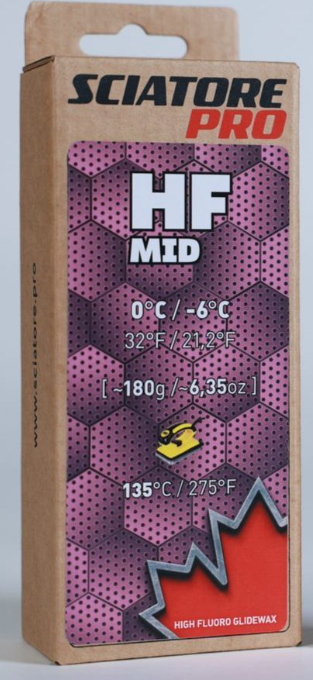 SCIATORE
PRO
HF
MID
0°C / -6°C
32°F / 21,2°F
[ ~180g /~6,35oz ]
135°C / 275°F
HIGH FLUORO GLIDEWAX
www.sciatore.pro